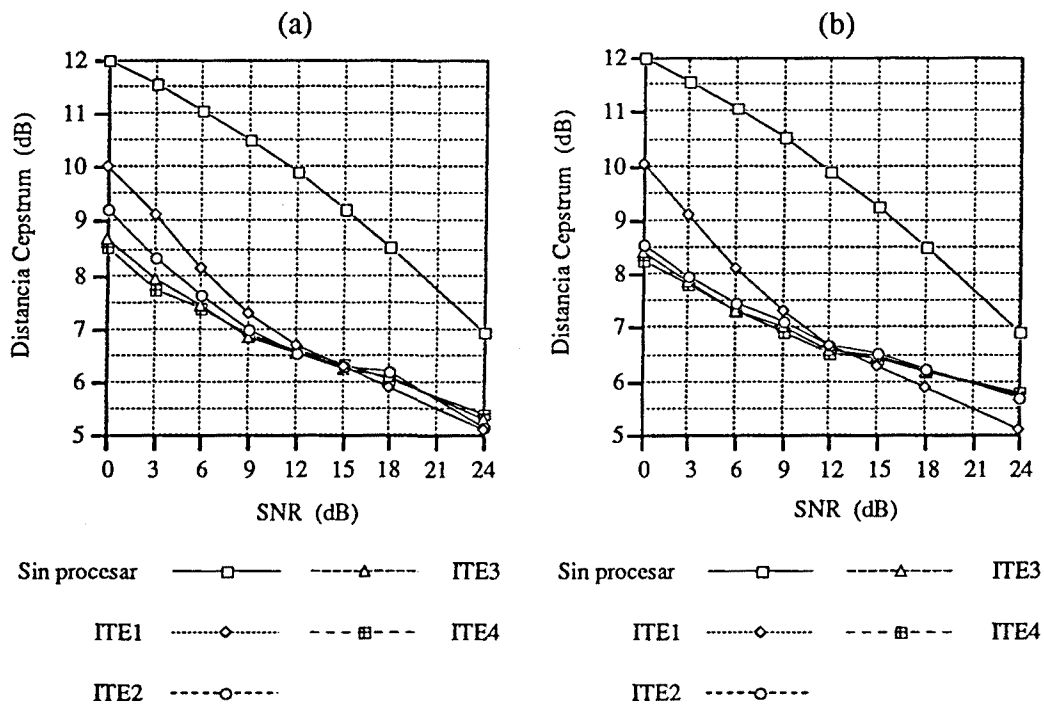 (a)
12
11
10
9
8
7
6
5
Distancia Cepstrum (dB)
0 3 6 9 12 15 18 21 24
SNR (dB)
Sin procesar
ITE3
ITE1
ITE4
ITE2
(b)
12
11
10
9
8
7
6
5
Distancia Cepstrum (dB)
0 3 6 9 12 15 18 21 24
SNR (dB)
Sin procesar
ITE3
ITE1
ITE4
ITE2